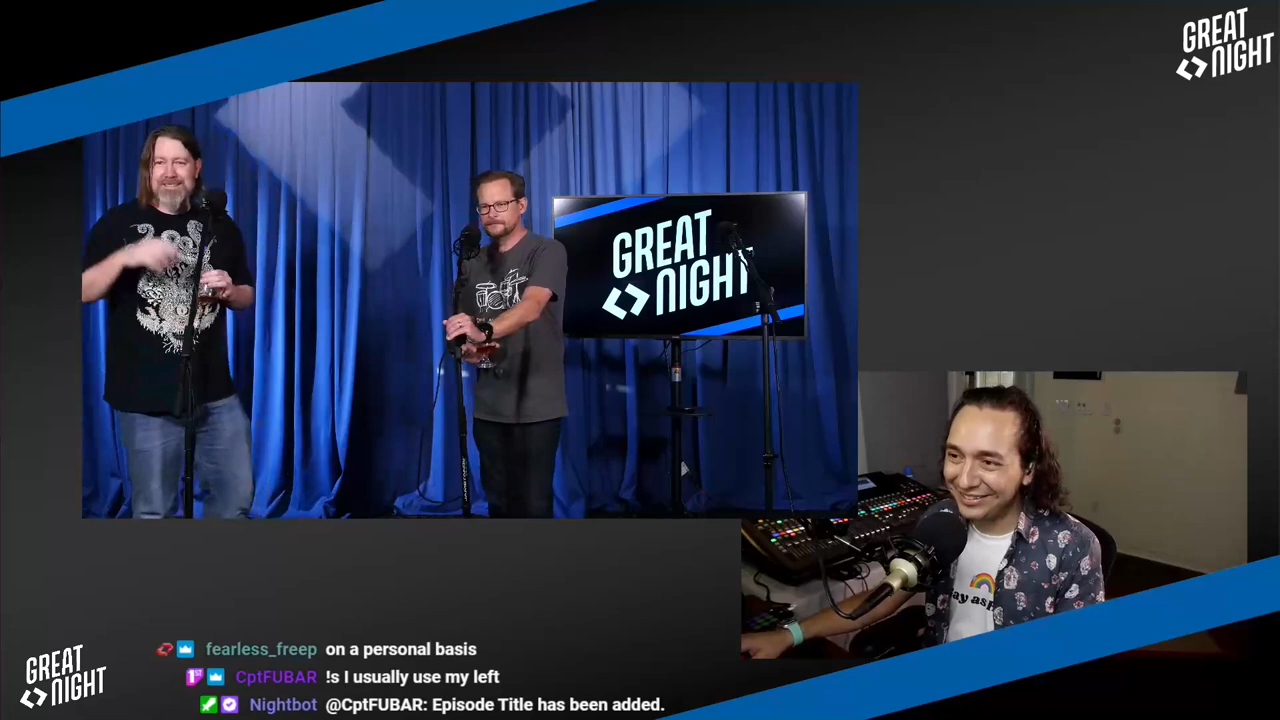 GREAT
NIGHT
GREAT
NIGHT
GREAT
NIGHT
fearless_freep on a personal basis
CptFUBAR !s I usually use my left
Nightbot @CptFUBAR: Episode Title has been added.